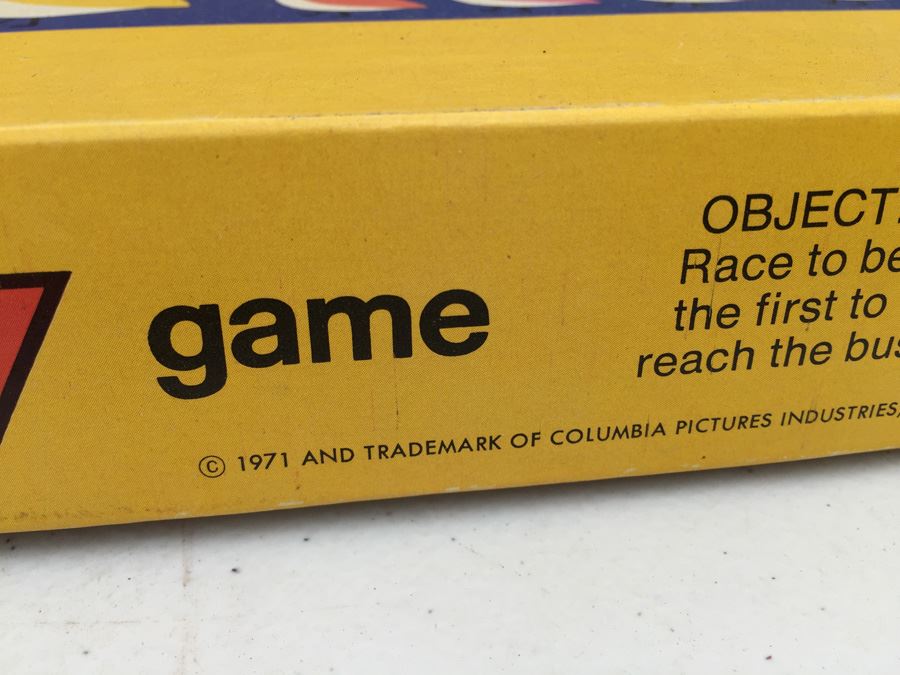 game
OBJECT:
Race to be
the first to
reach the bus
© 1971 AND TRADEMARK OF COLUMBIA PICTURES INDUSTRIES,